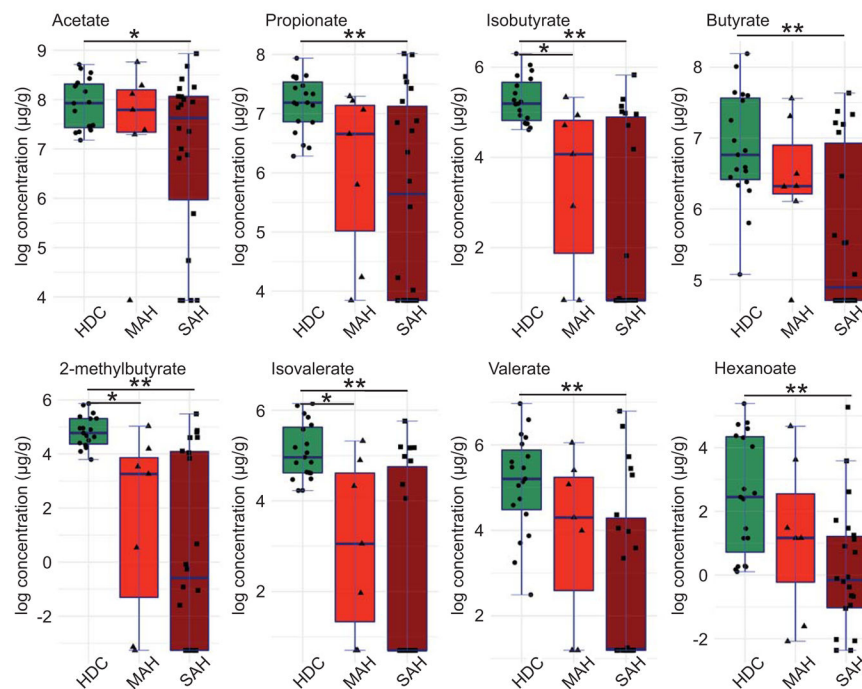 Acetate
*
log concentration (µg/g)
9
8
7
6
5
4
HDC
MAH
SAH
Propionate
**
log concentration (µg/g)
8
7
6
5
4
HDC
MAH
SAH
Isobutyrate
**
*
log concentration (µg/g)
6
4
2
HDC
MAH
SAH
Butyrate
**
log concentration (µg/g)
8
7
6
5
HDC
MAH
SAH
2-methylbutyrate
**
*
log concentration (µg/g)
6
4
2
0
-2
HDC
MAH
SAH
Isovalerate
**
*
log concentration (µg/g)
6
4
2
HDC
MAH
SAH
Valerate
**
log concentration (µg/g)
6
4
2
HDC
MAH
SAH
Hexanoate
**
log concentration (µg/g)
4
2
0
-2
HDC
MAH
SAH